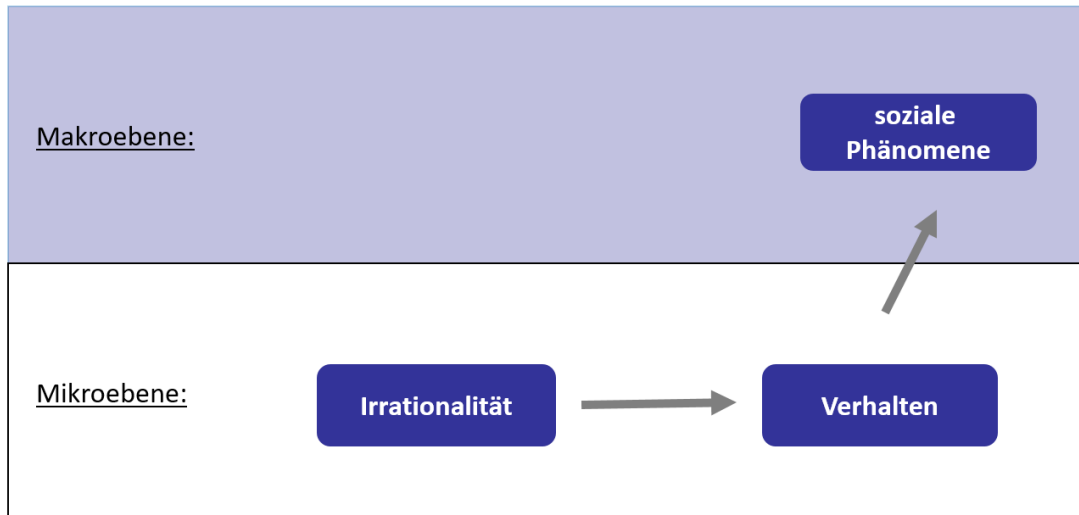 Makroebene:
soziale
Phänomene
Mikroebene:
Irrationalität
Verhalten